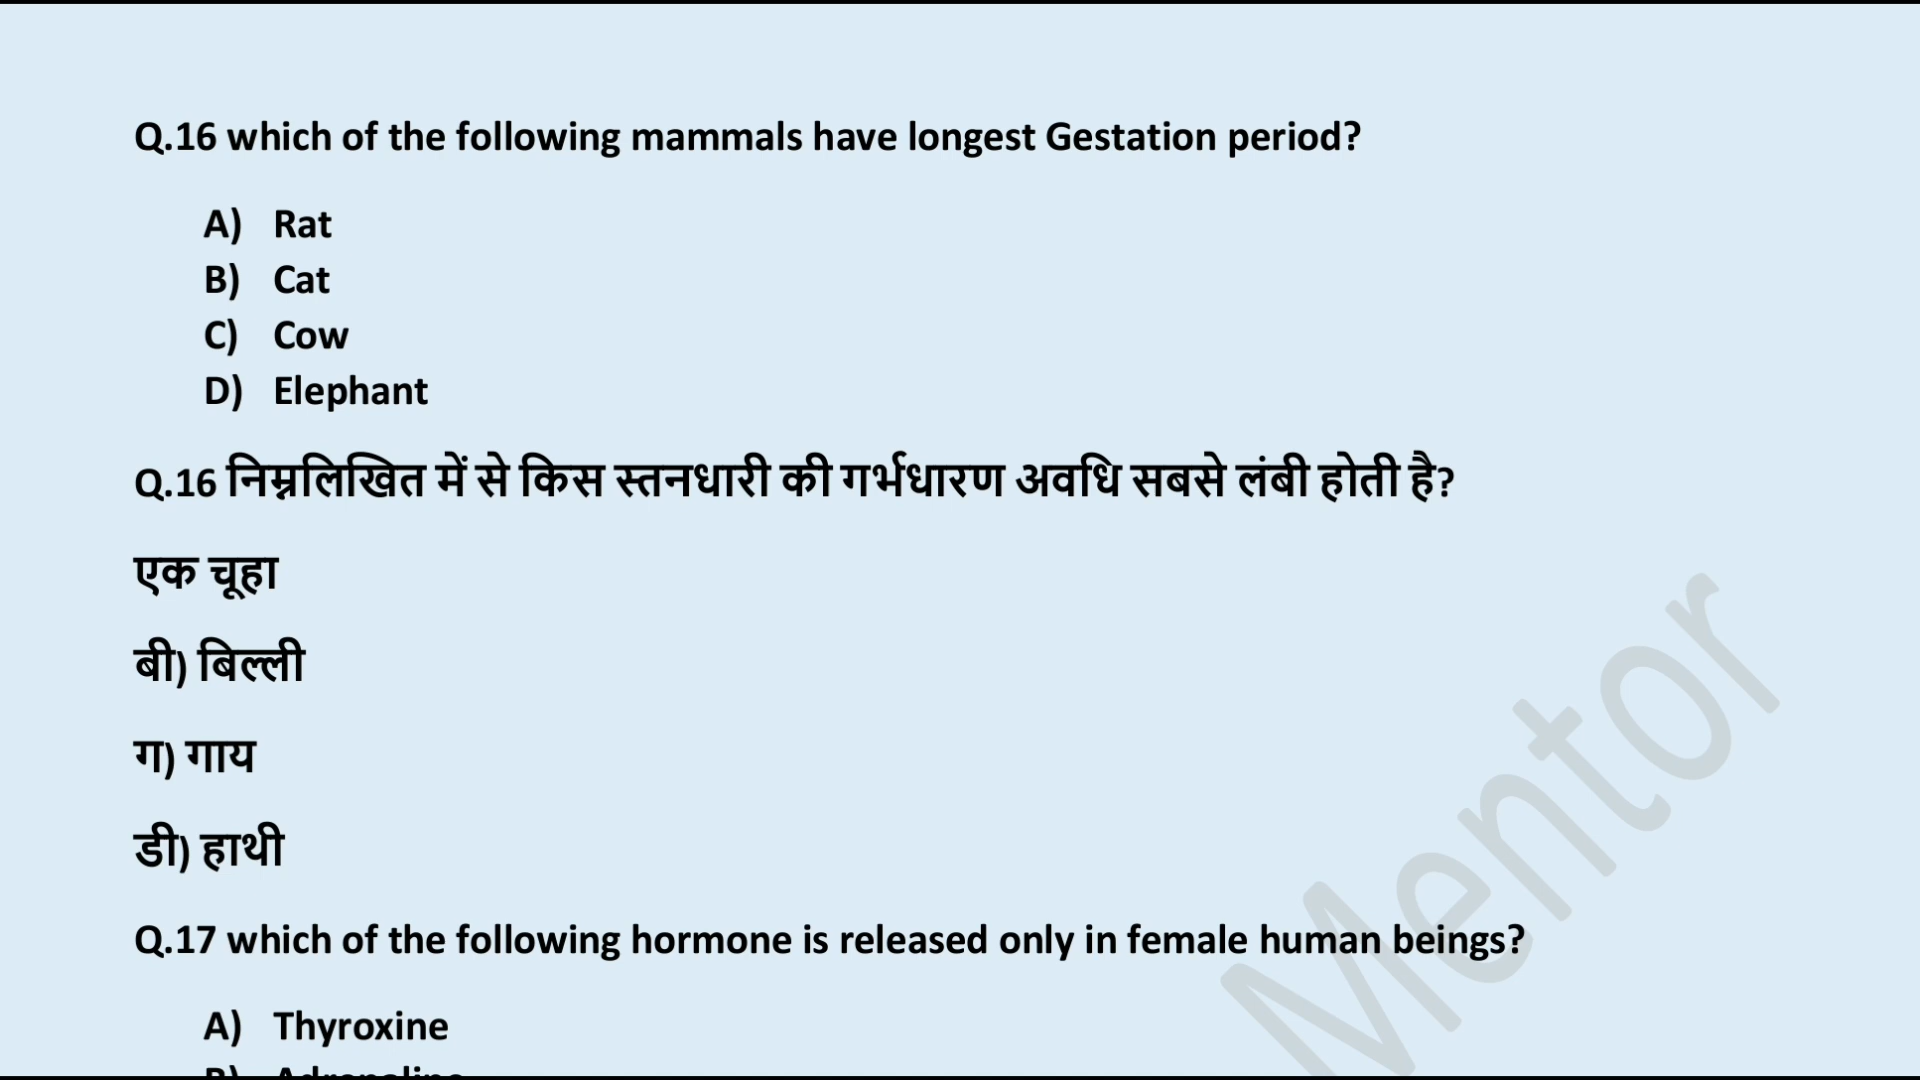 Q.16 which of the following mammals have longest Gestation period?
A) Rat
B) Cat
C) Cow
D) Elephant
Q.16 निम्नलिखित में से किस स्तनधारी की गर्भधारण अवधि सबसे लंबी होती है?
एक चूहा
बी) बिल्ली
ग) गाय
डी) हाथी
Q.17 which of the following hormone is released only in female human beings?
A) Thyroxine
B) Adrenaline
Mentor